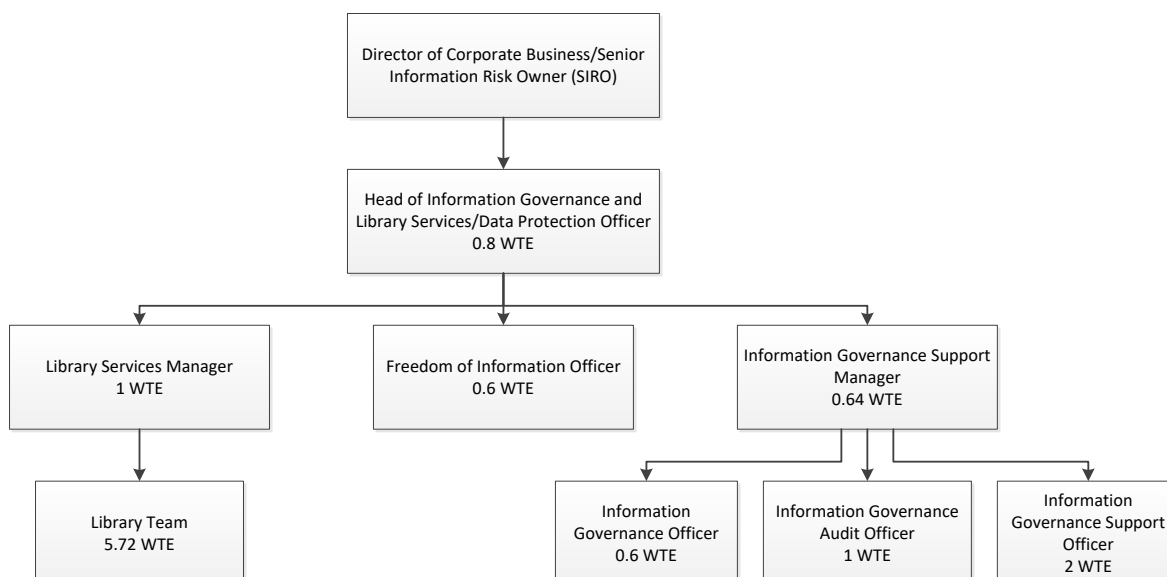 Director of Corporate Business/Senior
Information Risk Owner (SIRO)
Head of Information Governance and
Library Services/Data Protection Officer
0.8 WTE
Library Services Manager
1 WTE
Freedom of Information Officer
0.6 WTE
Information Governance Support
Manager
0.64 WTE
Library Team
5.72 WTE
Information
Governance Officer
0.6 WTE
Information Governance
Audit Officer
1 WTE
Information
Governance Support
Officer
2 WTE